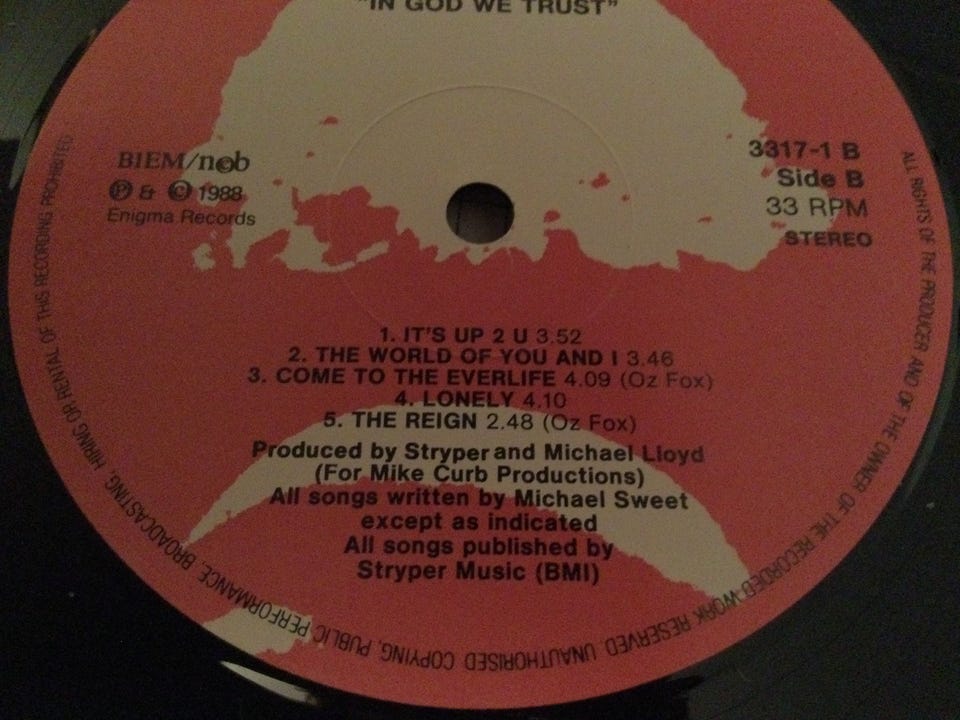 "IN GOD WE TRUST"
BIEM/ncb
Ⓟ & © 1988
Enigma Records
3317-1 B
Side B
33 RPM
STEREO
1. IT'S UP 2 U 3.52
2. THE WORLD OF YOU AND I 3.46
3. COME TO THE EVERLIFE 4.09 (Oz Fox)
4. LONELY 4.10
5. THE REIGN 2.48 (Oz Fox)
Produced by Stryper and Michael Lloyd
(For Mike Curb Productions)
All songs written by Michael Sweet
except as indicated
All songs published by
Stryper Music (BMI)
ALL RIGHTS OF THE PRODUCER AND OF THE OWNER OF THE RECORDED WORK RESERVED. UNAUTHORISED COPYING, PUBLIC PERFORMANCE, BROADCASTING, HIRING OR RENTAL OF THIS RECORDING PROHIBITED